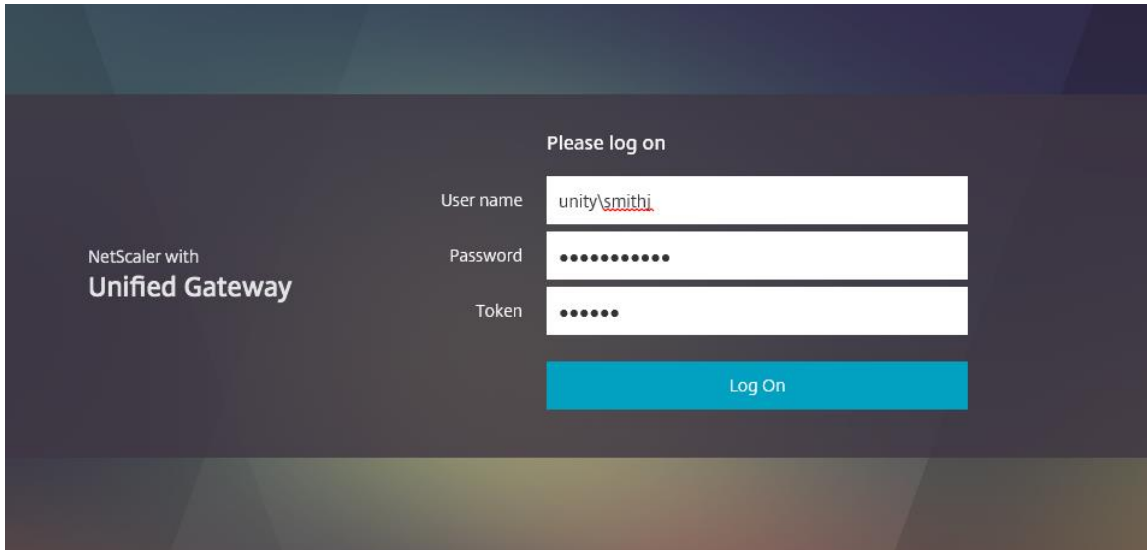 Please log on
User name unity\smithj
NetScaler with
Password ●●●●●●●●●●●
Unified Gateway
Token ●●●●●●
Log On